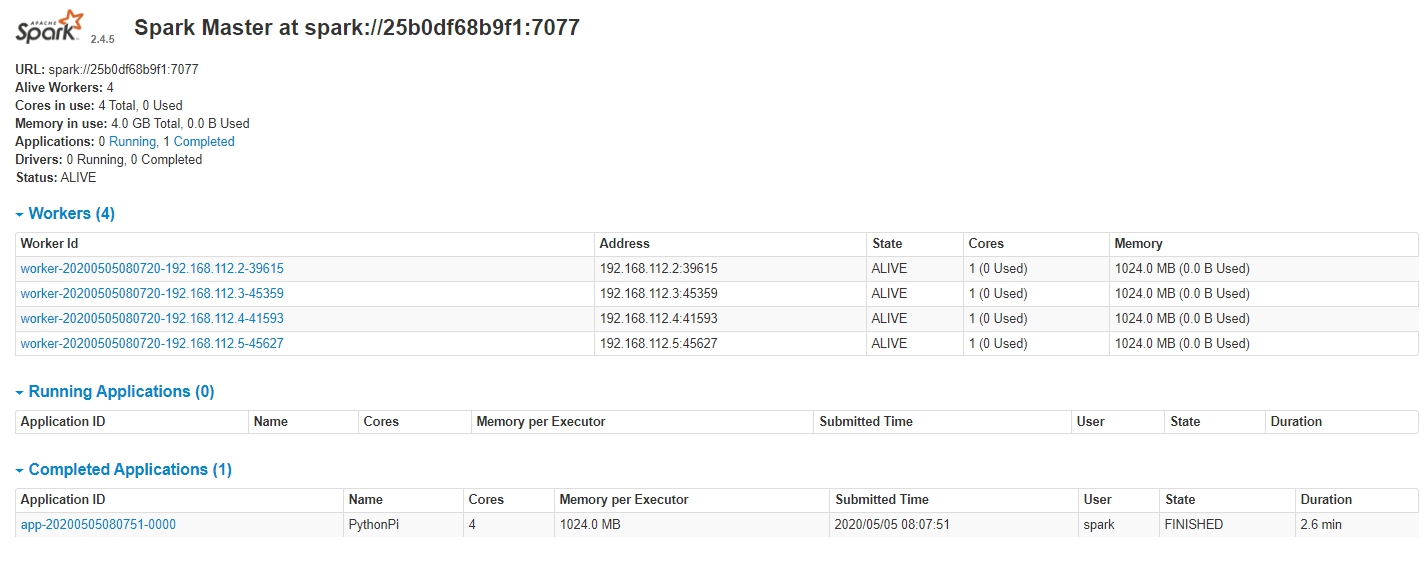 APACHE
Spark 2.4.5 Spark Master at spark://25b0df68b9f1:7077
URL: spark://25b0df68b9f1:7077
Alive Workers: 4
Cores in use: 4 Total, 0 Used
Memory in use: 4.0 GB Total, 0.0 B Used
Applications: 0 Running, 1 Completed
Drivers: 0 Running, 0 Completed
Status: ALIVE
Workers (4)
Worker Id Address State Cores Memory
worker-20200505080720-192.168.112.2-39615 192.168.112.2:39615 ALIVE 1 (0 Used) 1024.0 MB (0.0 B Used)
worker-20200505080720-192.168.112.3-45359 192.168.112.3:45359 ALIVE 1 (0 Used) 1024.0 MB (0.0 B Used)
worker-20200505080720-192.168.112.4-41593 192.168.112.4:41593 ALIVE 1 (0 Used) 1024.0 MB (0.0 B Used)
worker-20200505080720-192.168.112.5-45627 192.168.112.5:45627 ALIVE 1 (0 Used) 1024.0 MB (0.0 B Used)
Running Applications (0)
Application ID Name Cores Memory per Executor Submitted Time User State Duration
Completed Applications (1)
Application ID Name Cores Memory per Executor Submitted Time User State Duration
app-20200505080751-0000 PythonPi 4 1024.0 MB 2020/05/05 08:07:51 spark FINISHED 2.6 min